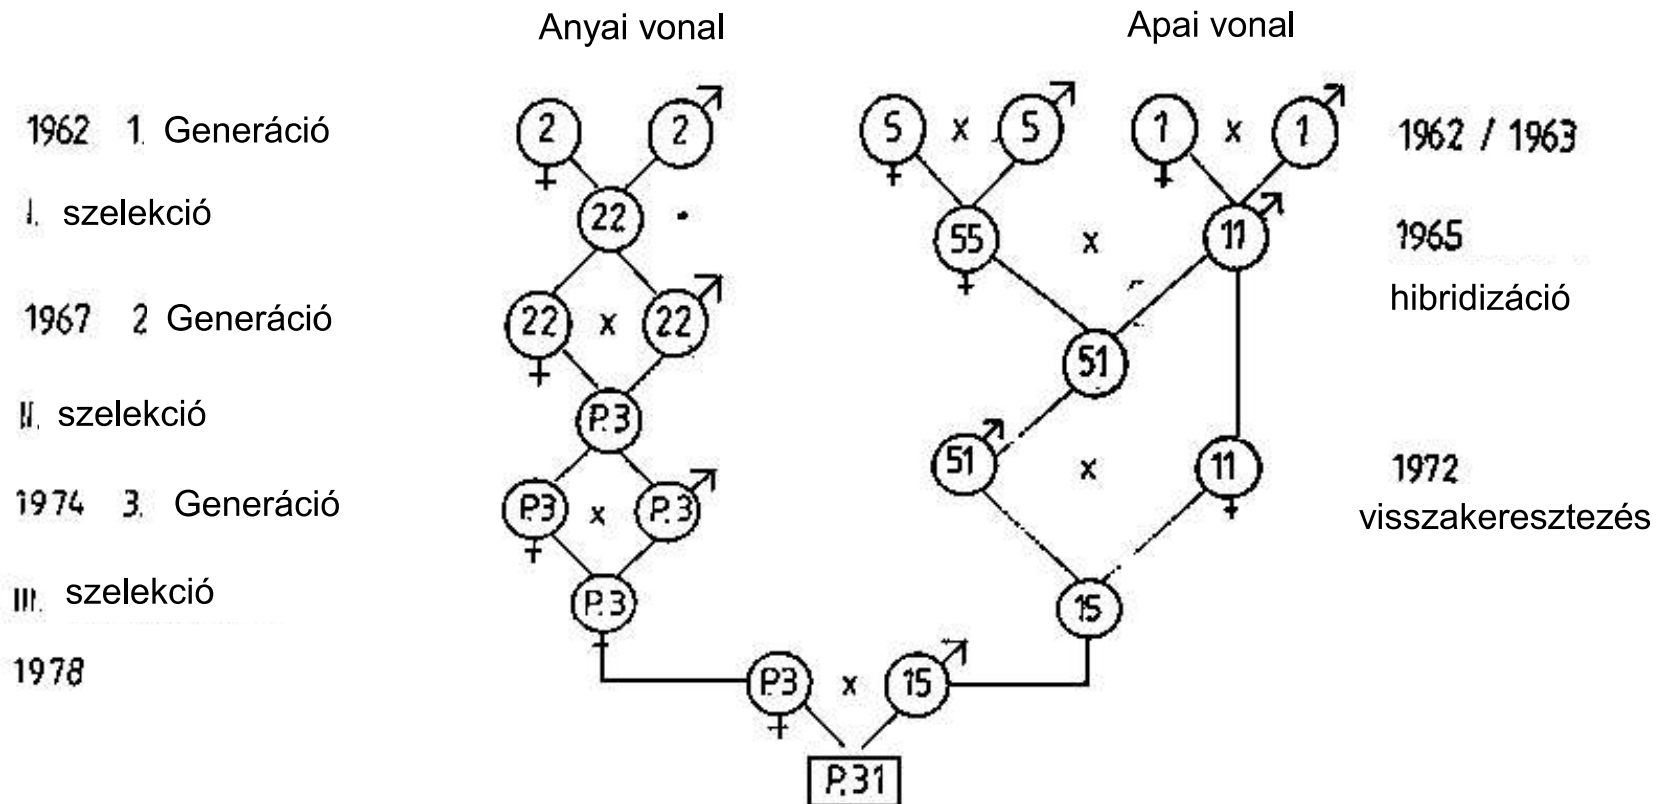 Anyai vonal Apai vonal
1962 1. Generáció 2 2 5 x 5 1 x 1 1962 / 1963
I. szelekció 22 55 x 11 1965
hibridizáció
1967 2 Generáció 22 x 22
51
II. szelekció P.3
51 x 11 1972
1974 3. Generáció P3 x P.3 visszakeresztezés
III. szelekció P.3 15
1978 P3 x 15
P.31